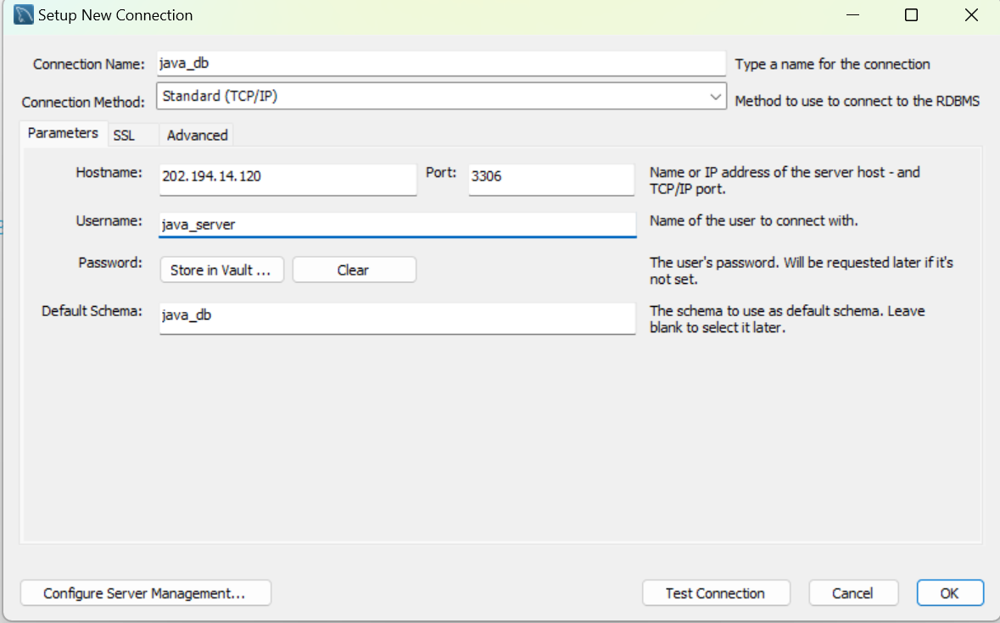 Setup New Connection
Connection Name: java_db Type a name for the connection
Connection Method: Standard (TCP/IP) Method to use to connect to the RDBMS
Parameters SSL Advanced
Hostname: 202.194.14.120 Port: 3306 Name or IP address of the server host - and
TCP/IP port.
Username: java_server Name of the user to connect with.
Password: Store in Vault ... Clear The user's password. Will be requested later if it's
not set.
Default Schema: java_db The schema to use as default schema. Leave
blank to select it later.
Configure Server Management... Test Connection Cancel OK